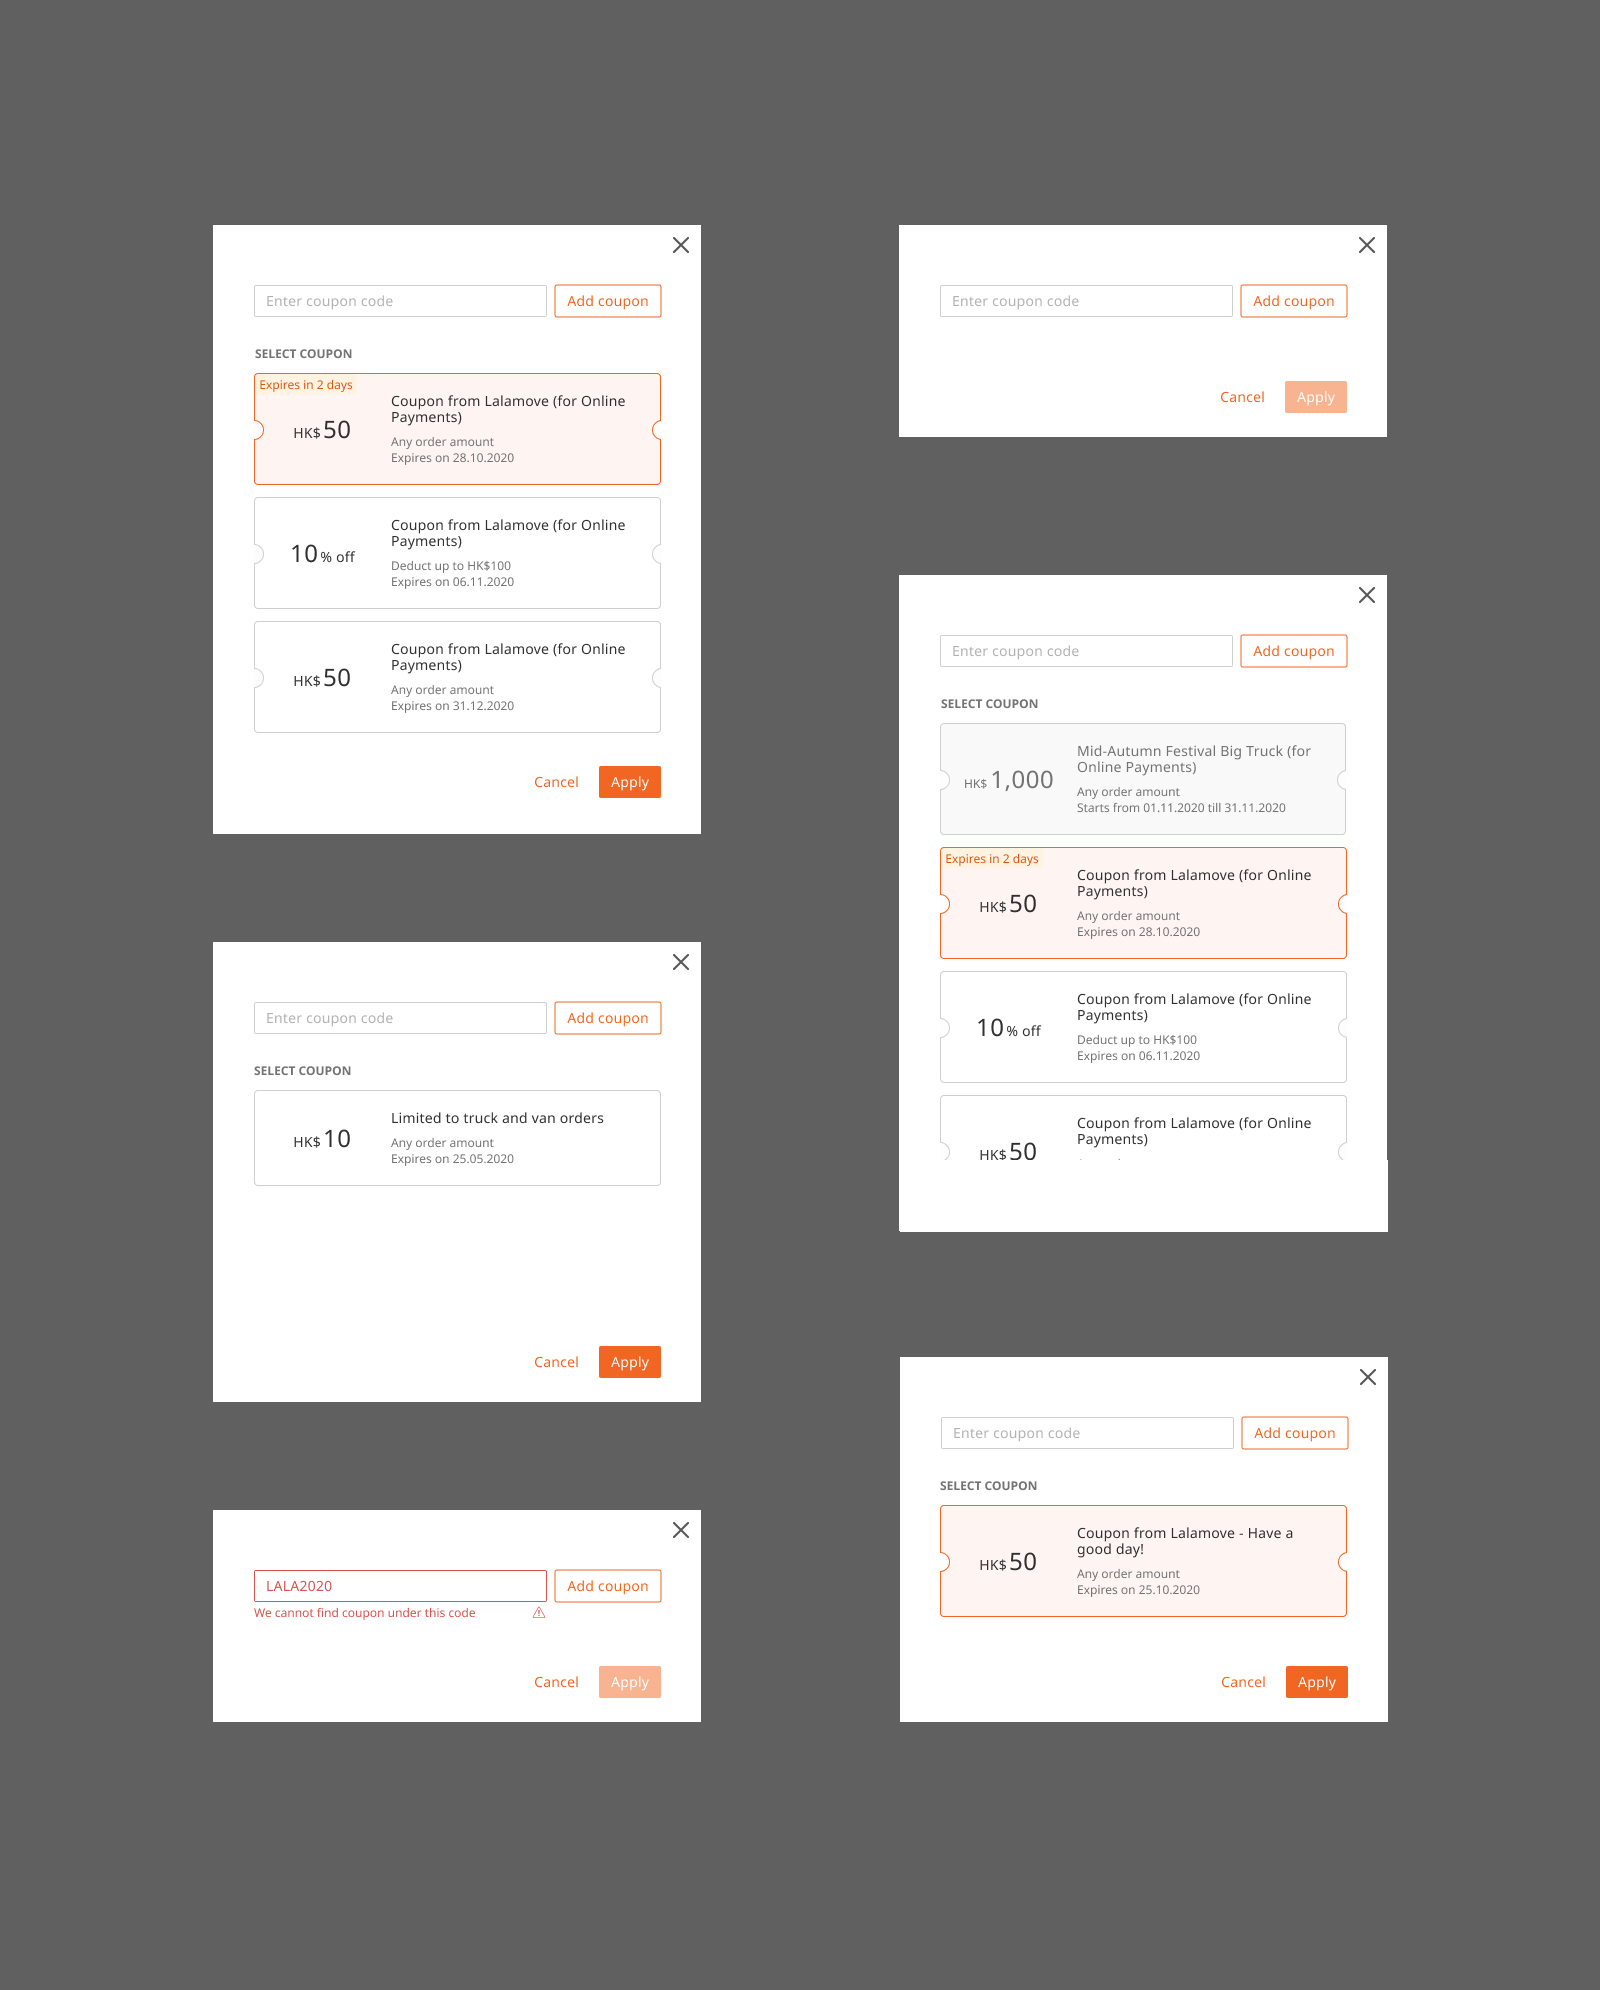 Enter coupon code
Add coupon
SELECT COUPON
Expires in 2 days
HK$ 50
Coupon from Lalamove (for Online
Payments)
Any order amount
Expires on 28.10.2020
10 % off
Coupon from Lalamove (for Online
Payments)
Deduct up to HK$100
Expires on 06.11.2020
HK$ 50
Coupon from Lalamove (for Online
Payments)
Any order amount
Expires on 31.12.2020
Cancel
Apply
Enter coupon code
Add coupon
SELECT COUPON
HK$ 10
Limited to truck and van orders
Any order amount
Expires on 25.05.2020
Cancel
Apply
LALA2020
Add coupon
We cannot find coupon under this code
Cancel
Apply
Enter coupon code
Add coupon
Cancel
Apply
Enter coupon code
Add coupon
SELECT COUPON
HK$ 1,000
Mid-Autumn Festival Big Truck (for
Online Payments)
Any order amount
Starts from 01.11.2020 till 31.11.2020
Expires in 2 days
HK$ 50
Coupon from Lalamove (for Online
Payments)
Any order amount
Expires on 28.10.2020
10 % off
Coupon from Lalamove (for Online
Payments)
Deduct up to HK$100
Expires on 06.11.2020
HK$ 50
Coupon from Lalamove (for Online
Payments)
Enter coupon code
Add coupon
SELECT COUPON
HK$ 50
Coupon from Lalamove - Have a
good day!
Any order amount
Expires on 25.10.2020
Cancel
Apply